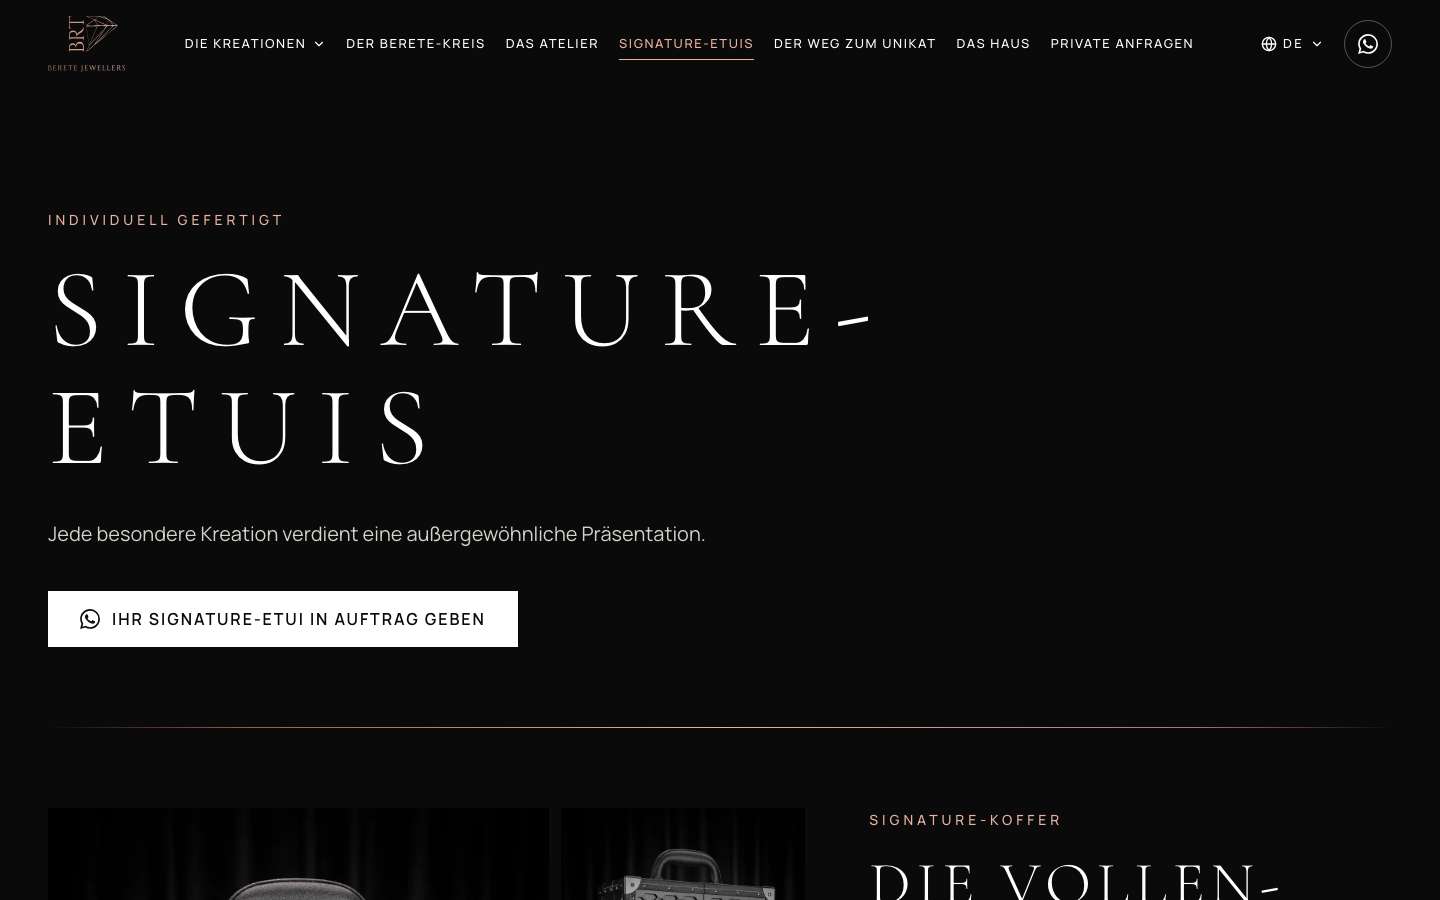 BRT
BERETE JEWELLERS
DIE KREATIONEN
DER BERETE-KREIS
DAS ATELIER
SIGNATURE-ETUIS
DER WEG ZUM UNIKAT
DAS HAUS
PRIVATE ANFRAGEN
DE
INDIVIDUELL GEFERTIGT
SIGNATURE-
ETUIS
Jede besondere Kreation verdient eine außergewöhnliche Präsentation.
IHR SIGNATURE-ETUI IN AUFTRAG GEBEN
SIGNATURE-KOFFER
DIE VOLLEN-